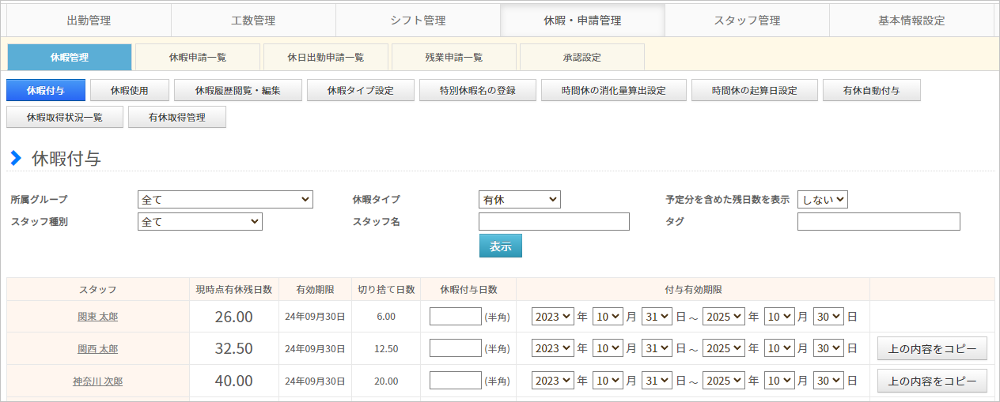 出勤管理 工数管理 シフト管理 休暇・申請管理 スタッフ管理 基本情報設定
休暇管理 休暇申請一覧 休日出勤申請一覧 残業申請一覧 承認設定
休暇付与 休暇使用 休暇履歴閲覧・編集 休暇タイプ設定 特別休暇名の登録 時間休の消化量算出設定 時間休の起算日設定 有休自動付与
休暇取得状況一覧 有休取得管理
休暇付与
所属グループ 全て 休暇タイプ 有休 予定分を含めた残日数を表示 しない
スタッフ種別 全て スタッフ名 タグ
表示
スタッフ 現時点有休残日数 有効期限 切り捨て日数 休暇付与日数 付与有効期限
関東 太郎 26.00 24年09月30日 6.00 (半角) 2023 年 10 月 31 日 ～ 2025 年 10 月 30 日
関西 太郎 32.50 24年09月30日 12.50 (半角) 2023 年 10 月 31 日 ～ 2025 年 10 月 30 日 上の内容をコピー
神奈川 次郎 40.00 24年09月30日 20.00 (半角) 2023 年 10 月 31 日 ～ 2025 年 10 月 30 日 上の内容をコピー